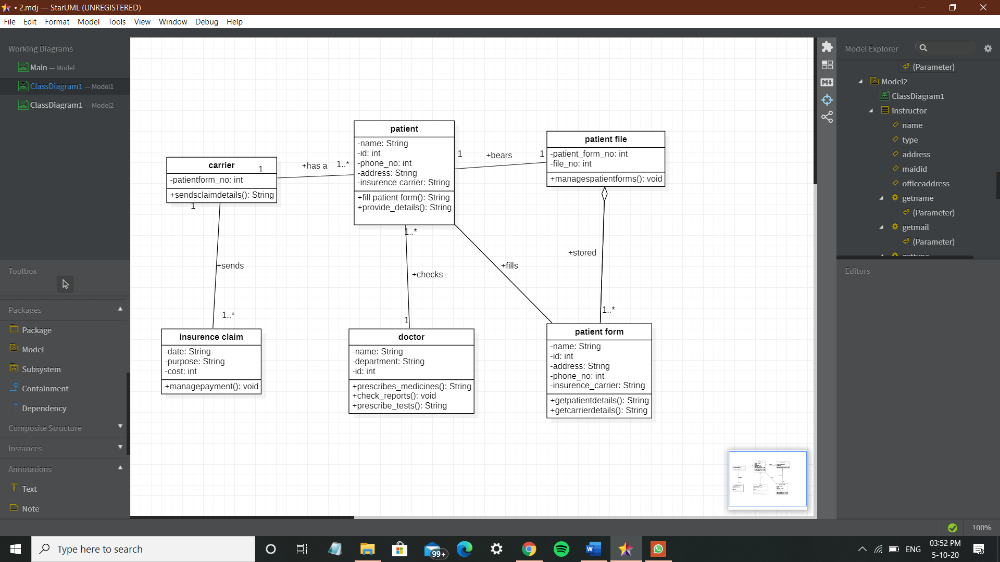 • 2.mdj — StarUML (UNREGISTERED)
File Edit Format Model Tools View Window Debug Help
Working Diagrams
Main — Model
ClassDiagram1 — Model1
ClassDiagram1 — Model2
Toolbox
Packages
Package
Model
Subsystem
Containment
Dependency
Composite Structure
Instances
Annotations
Text
Note
patient
-name: String
-id: int
-phone_no: int
-address: String
-insurence carrier: String
+fill patient form(): String
+provide_details(): String
patient file
-patient_form_no: int
-file_no: int
+managespatientforms(): void
carrier
-patientform_no: int
+sendsclaimdetails(): String
1
+has a
1..*
1
+bears
1
1
+sends
1..*
1..*
+checks
1
+fills
+stored
1..*
insurence claim
-date: String
-purpose: String
-cost: int
+managepayment(): void
doctor
-name: String
-department: String
-id: int
+prescribes_medicines(): String
+check_reports(): void
+prescribe_tests(): String
patient form
-name: String
-id: int
-address: String
-phone_no: int
-insurence_carrier: String
+getpatientdetails(): String
+getcarrierdetails(): String
Model Explorer
(Parameter)
Model2
ClassDiagram1
instructor
name
type
address
maidid
officeaddress
getname
(Parameter)
getmail
(Parameter)
Editors
100%
Type here to search
99+
ENG
03:52 PM
5-10-20